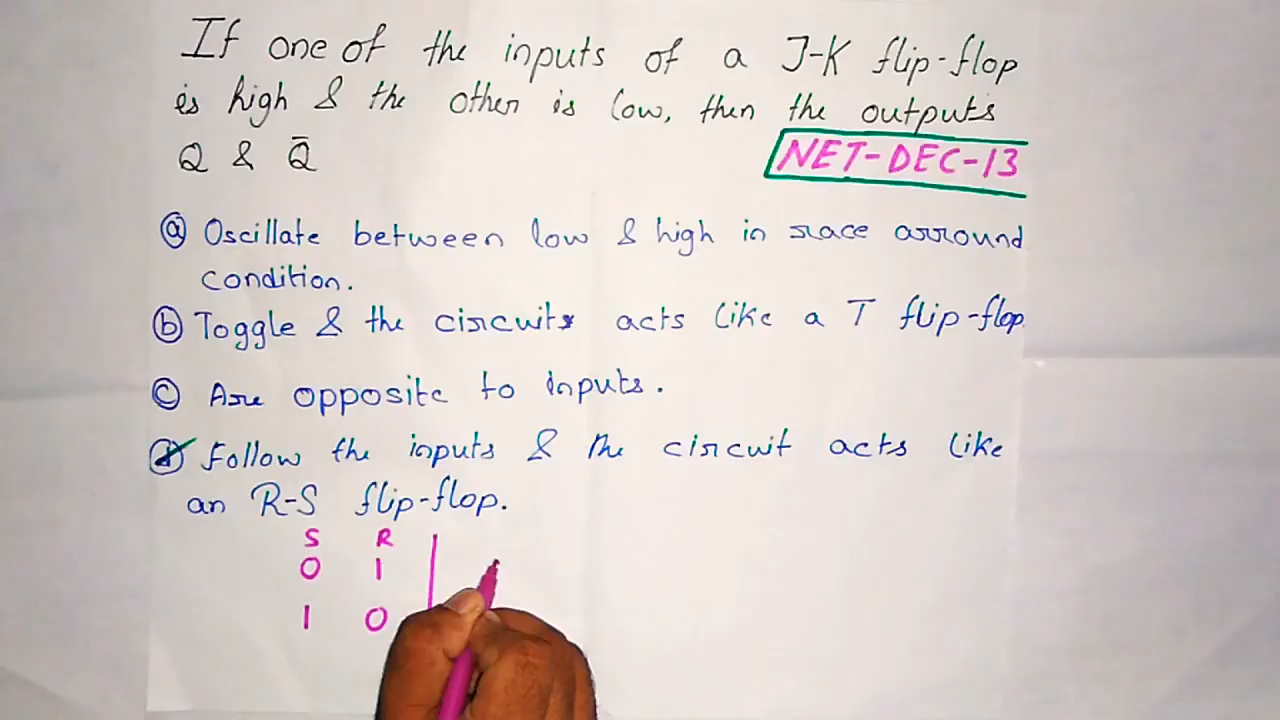 If one of the inputs of a J-K flip-flop
is high & the other is low, then the outputs
Q & Q̄
NET-DEC-13
ⓐ Oscillate between low & high in race arround
condition.
ⓑ Toggle & the circuits acts like a T flip-flop.
ⓒ Are opposite to inputs.
ⓓ Follow the inputs & the circuit acts like
an R-S flip-flop.
S R
0 1
1 0